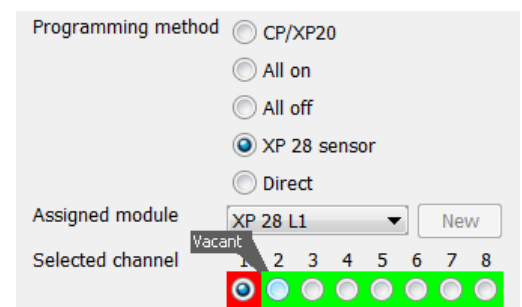 Programming method CP/XP20
All on
All off
XP 28 sensor
Direct
Assigned module XP 28 L1 New
Vacant
Selected channel 1 2 3 4 5 6 7 8